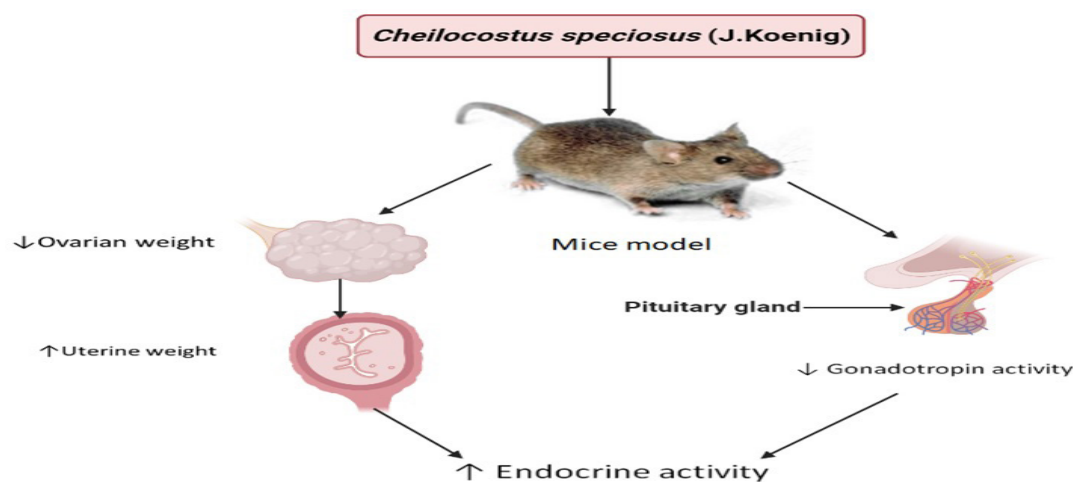 Cheilocostus speciosus (J.Koenig)
↓Ovarian weight
Mice model
Pituitary gland
↑Uterine weight
↓ Gonadotropin activity
↑ Endocrine activity